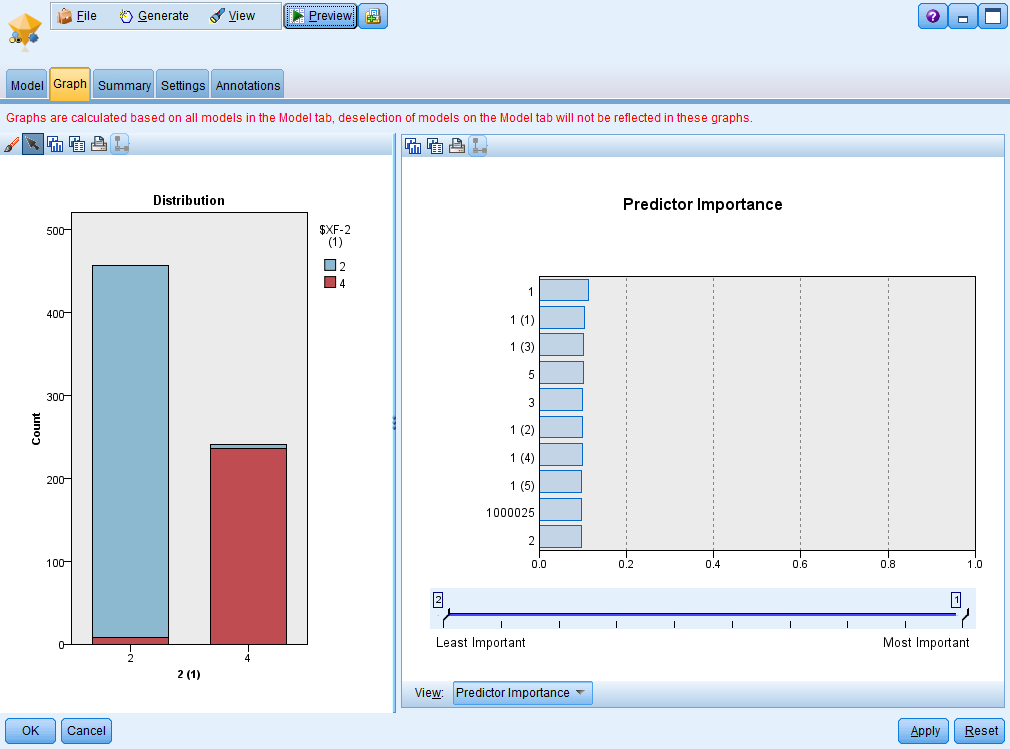 File Generate View Preview
Model Graph Summary Settings Annotations
Graphs are calculated based on all models in the Model tab, deselection of models on the Model tab will not be reflected in these graphs.
Distribution
500
400
300
200
100
0
Count
2 4
2 (1)
$XF-2
(1)
2
4
Predictor Importance
1
1 (1)
1 (3)
5
3
1 (2)
1 (4)
1 (5)
1000025
2
0.0 0.2 0.4 0.6 0.8 1.0
2 1
Least Important Most Important
View: Predictor Importance
OK Cancel Apply Reset